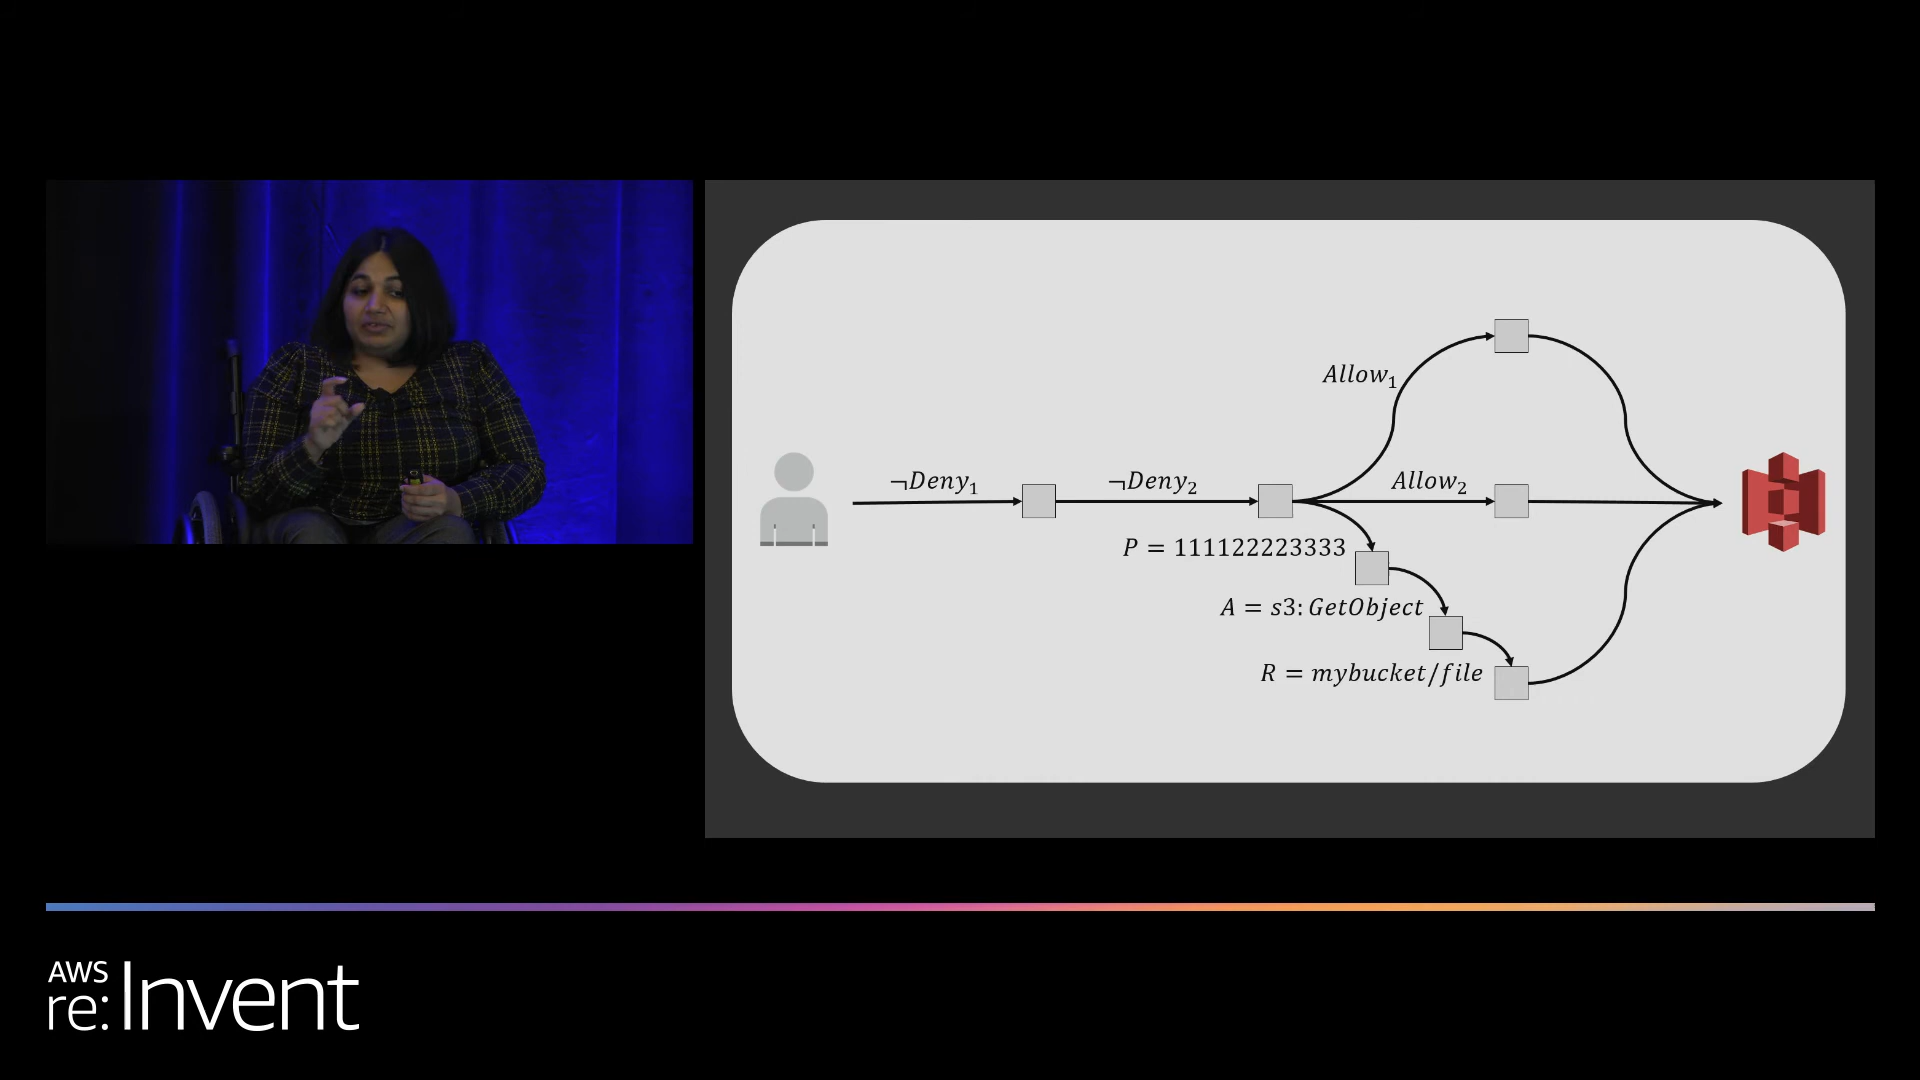 Allow₁
¬Deny₁
¬Deny₂
Allow₂
P = 111122223333
A = s3:GetObject
R = mybucket/file
AWS
re:Invent